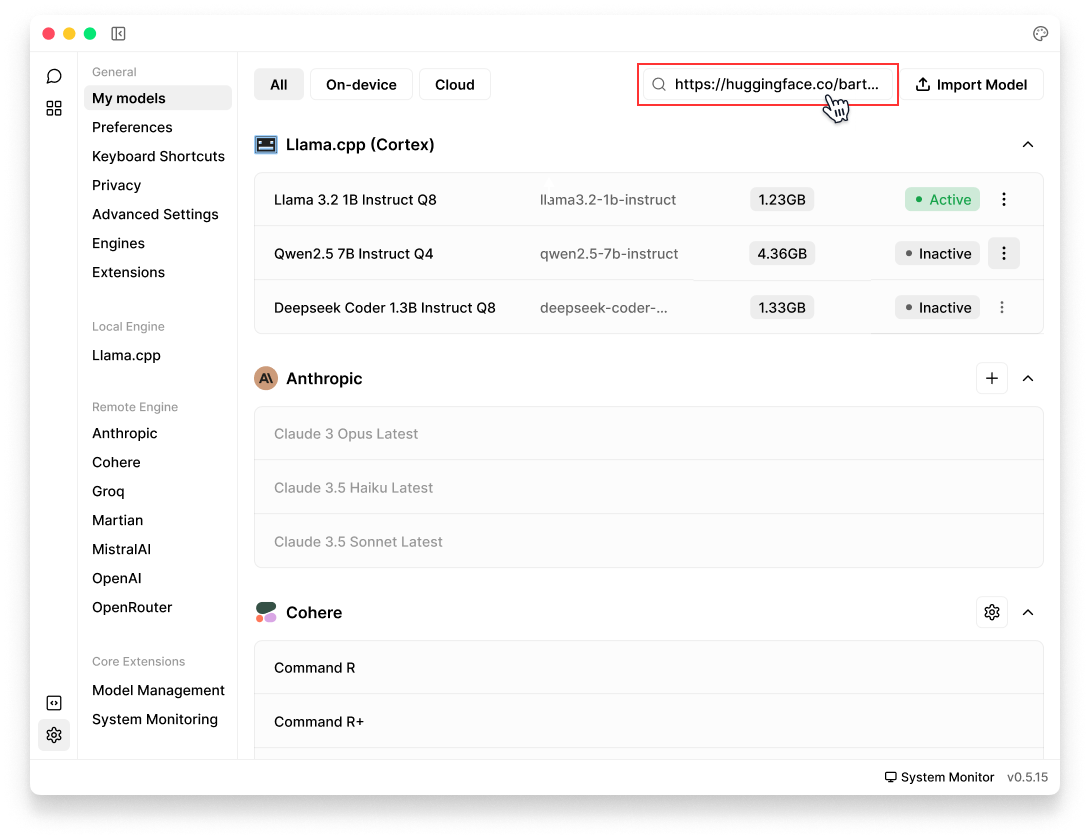 General
My models
Preferences
Keyboard Shortcuts
Privacy
Advanced Settings
Engines
Extensions
Local Engine
Llama.cpp
Remote Engine
Anthropic
Cohere
Groq
Martian
MistralAI
OpenAI
OpenRouter
Core Extensions
Model Management
System Monitoring
All On-device Cloud https://huggingface.co/bart... Import Model
Llama.cpp (Cortex)
Llama 3.2 1B Instruct Q8 llama3.2-1b-instruct 1.23GB Active
Qwen2.5 7B Instruct Q4 qwen2.5-7b-instruct 4.36GB Inactive
Deepseek Coder 1.3B Instruct Q8 deepseek-coder-... 1.33GB Inactive
Anthropic
Claude 3 Opus Latest
Claude 3.5 Haiku Latest
Claude 3.5 Sonnet Latest
Cohere
Command R
Command R+
System Monitor v0.5.15